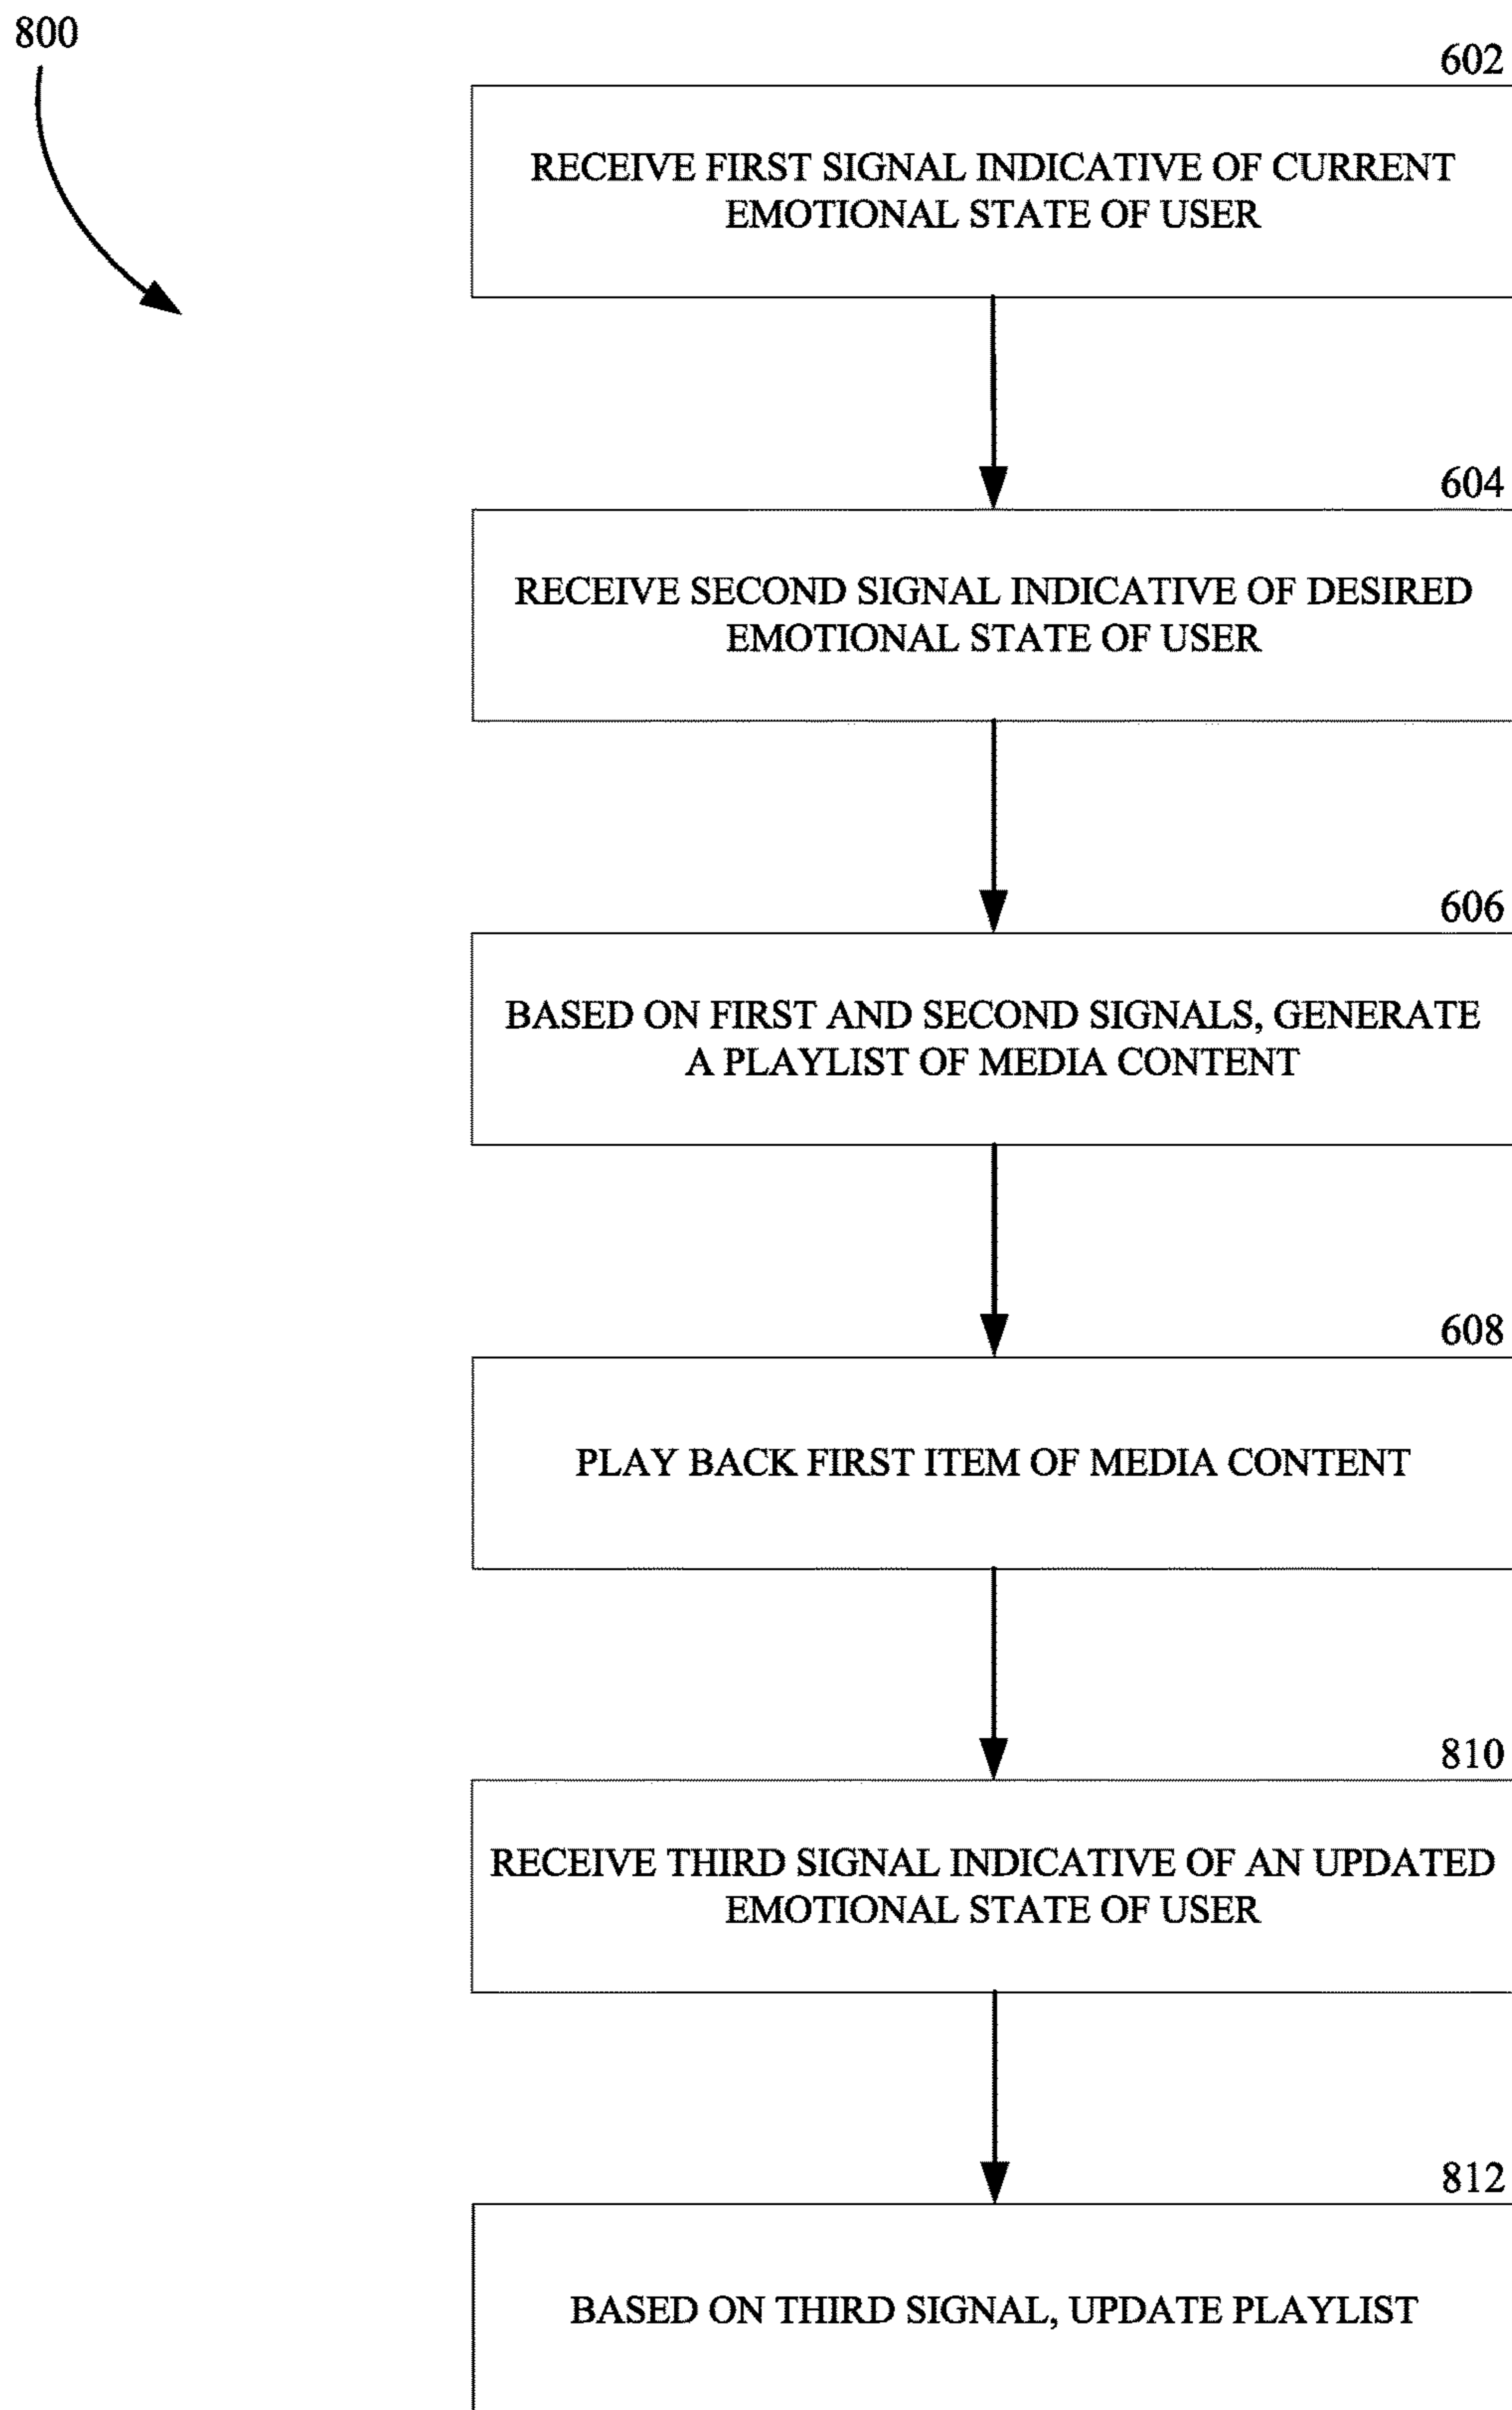 800
602
RECEIVE FIRST SIGNAL INDICATIVE OF CURRENT
EMOTIONAL STATE OF USER
604
RECEIVE SECOND SIGNAL INDICATIVE OF DESIRED
EMOTIONAL STATE OF USER
606
BASED ON FIRST AND SECOND SIGNALS, GENERATE
A PLAYLIST OF MEDIA CONTENT
608
PLAY BACK FIRST ITEM OF MEDIA CONTENT
810
RECEIVE THIRD SIGNAL INDICATIVE OF AN UPDATED
EMOTIONAL STATE OF USER
812
BASED ON THIRD SIGNAL, UPDATE PLAYLIST